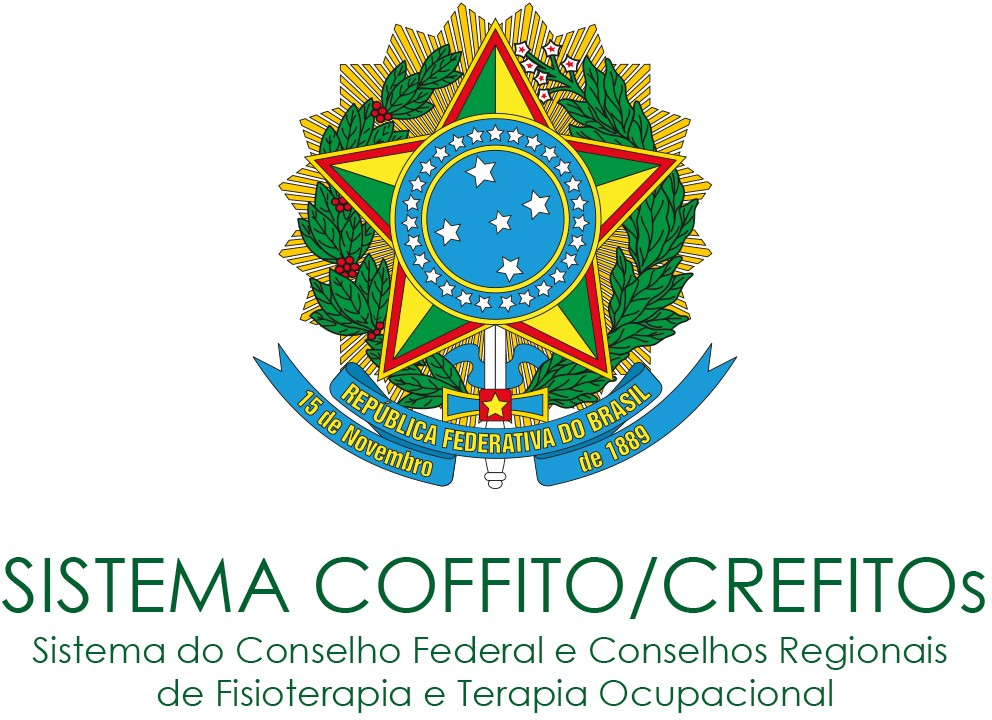 REPÚBLICA FEDERATIVA DO BRASIL
15 de Novembro de 1889
SISTEMA COFFITO/CREFITOs
Sistema do Conselho Federal e Conselhos Regionais
de Fisioterapia e Terapia Ocupacional